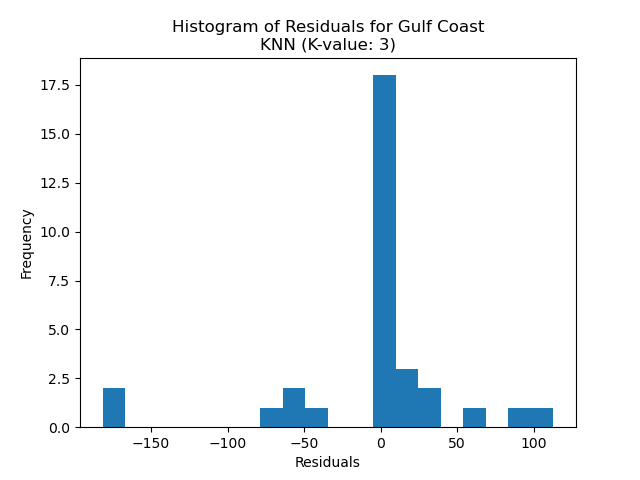 Histogram of Residuals for Gulf Coast
KNN (K-value: 3)
17.5
15.0
12.5
10.0
7.5
5.0
2.5
0.0
Frequency
−150 −100 −50 0 50 100
Residuals